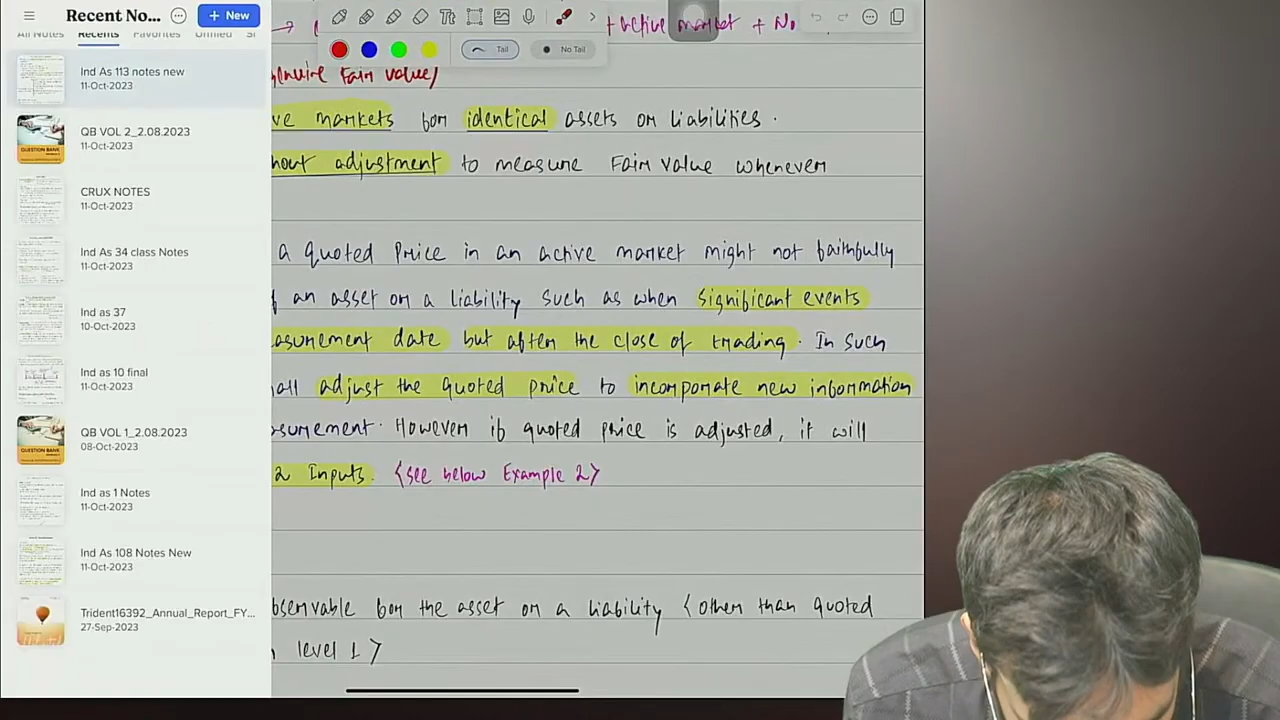 Recent No...
+ New
All Notes Recents Favorites Unfiled
Ind As 113 notes new
11-Oct-2023
QB VOL 2_2.08.2023
11-Oct-2023
QUESTION BANK
CRUX NOTES
11-Oct-2023
Ind As 34 class Notes
11-Oct-2023
Ind as 37
10-Oct-2023
Ind as 10 final
11-Oct-2023
QB VOL 1_2.08.2023
08-Oct-2023
QUESTION BANK
Ind as 1 Notes
11-Oct-2023
Ind As 108 Notes New
11-Oct-2023
Trident16392_Annual_Report_FY...
27-Sep-2023
Tail
No Tail
active market + No
Fair value)
ve markets for identical assets or liabilities.
hout adjustment to measure Fair value whenever
a quoted Price in an active market might not faithfully
f an asset or a liability such as when significant events
asurement date but after the close of trading. In such
all adjust the quoted price to incorporate new information
asurement. However if quoted price is adjusted, it will
2 Inputs. {see below Example 2}
bservable for the asset or a liability {other than quoted
n level 1}